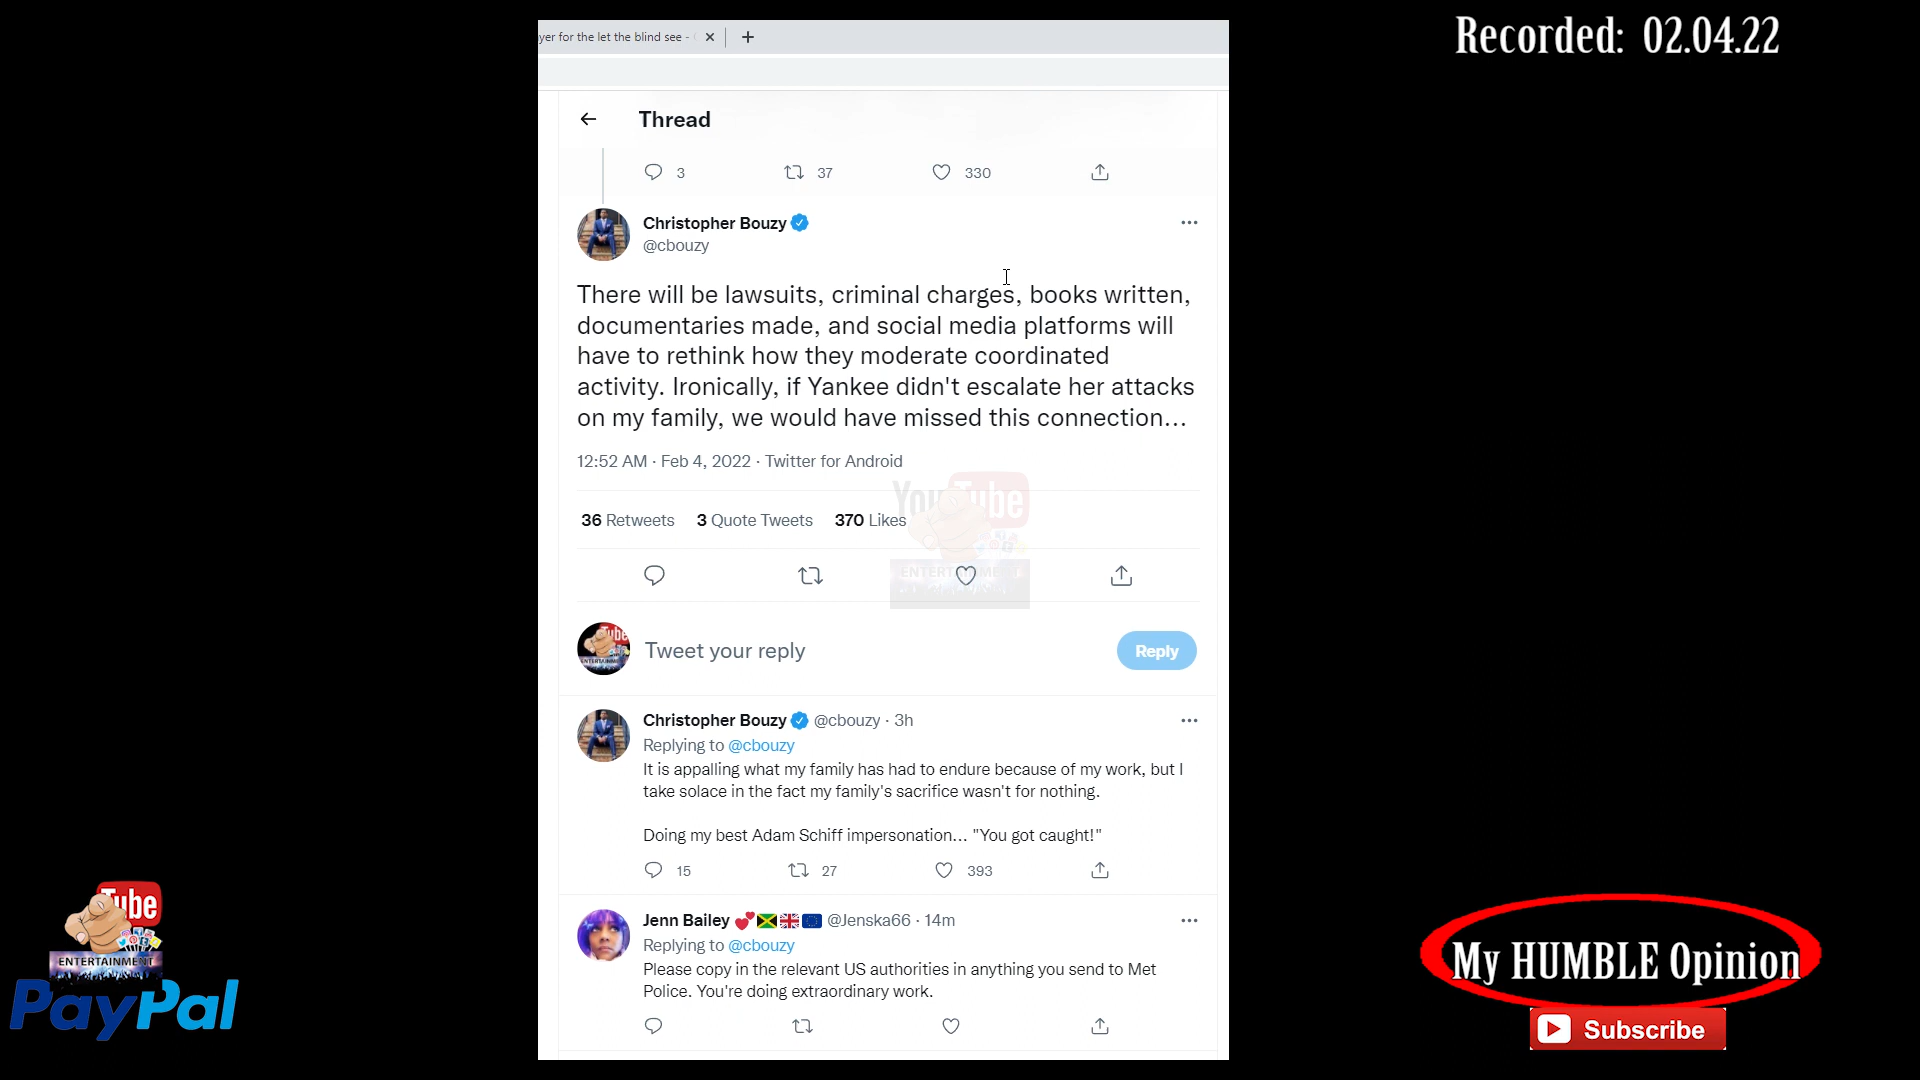 Recorded: 02.04.22
yer for the let the blind see -
Thread
3 37 330
Christopher Bouzy
@cbouzy
There will be lawsuits, criminal charges, books written,
documentaries made, and social media platforms will
have to rethink how they moderate coordinated
activity. Ironically, if Yankee didn't escalate her attacks
on my family, we would have missed this connection...
12:52 AM · Feb 4, 2022 · Twitter for Android
YouTube
36 Retweets 3 Quote Tweets 370 Likes
ENTERTAINMENT
Tube
ENTERTAINMENT
Tweet your reply
Reply
Christopher Bouzy @cbouzy · 3h
Replying to @cbouzy
It is appalling what my family has had to endure because of my work, but I
take solace in the fact my family's sacrifice wasn't for nothing.
Doing my best Adam Schiff impersonation... "You got caught!"
15 27 393
Jenn Bailey @Jenska66 · 14m
Replying to @cbouzy
Please copy in the relevant US authorities in anything you send to Met
Police. You're doing extraordinary work.
Tube
ENTERTAINMENT
PayPal
My HUMBLE Opinion
Subscribe